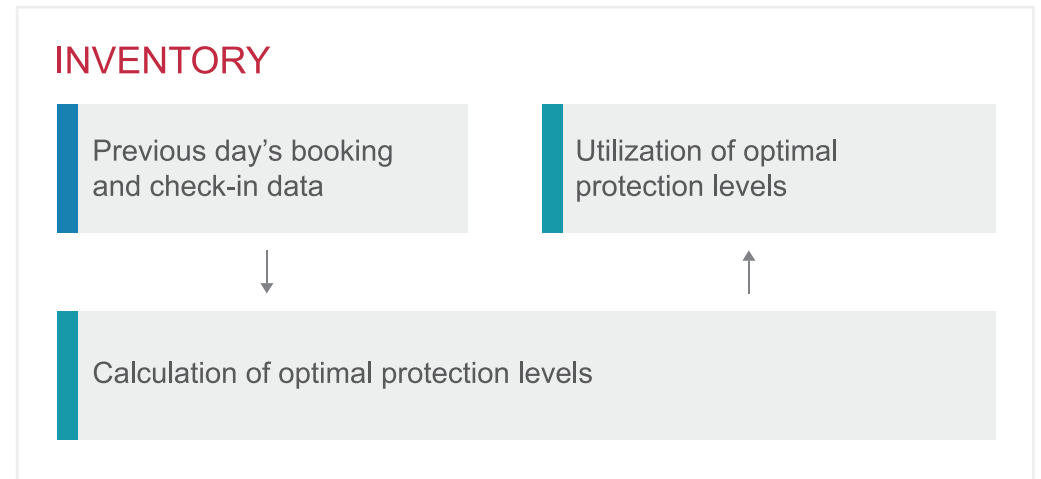 INVENTORY
Previous day’s booking
and check-in data
Utilization of optimal
protection levels
Calculation of optimal protection levels